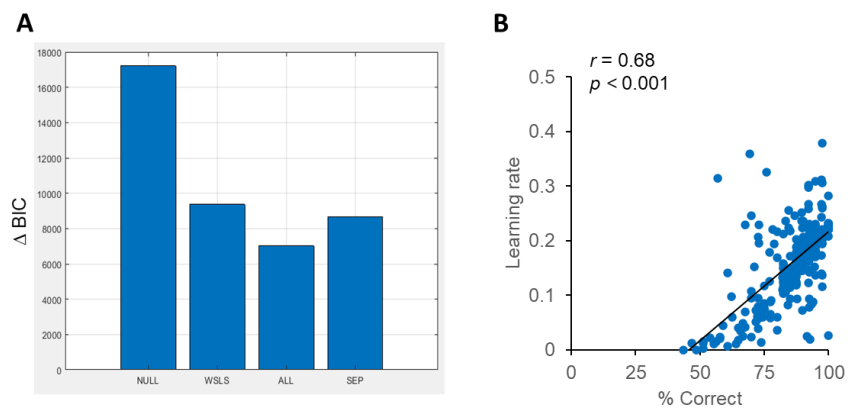 A
18000
16000
14000
12000
10000
8000
6000
4000
2000
0
Δ BIC
NULL WSLS ALL SEP
B
r = 0.68
p < 0.001
0.5
0.4
0.3
0.2
0.1
0
Learning rate
0 25 50 75 100
% Correct